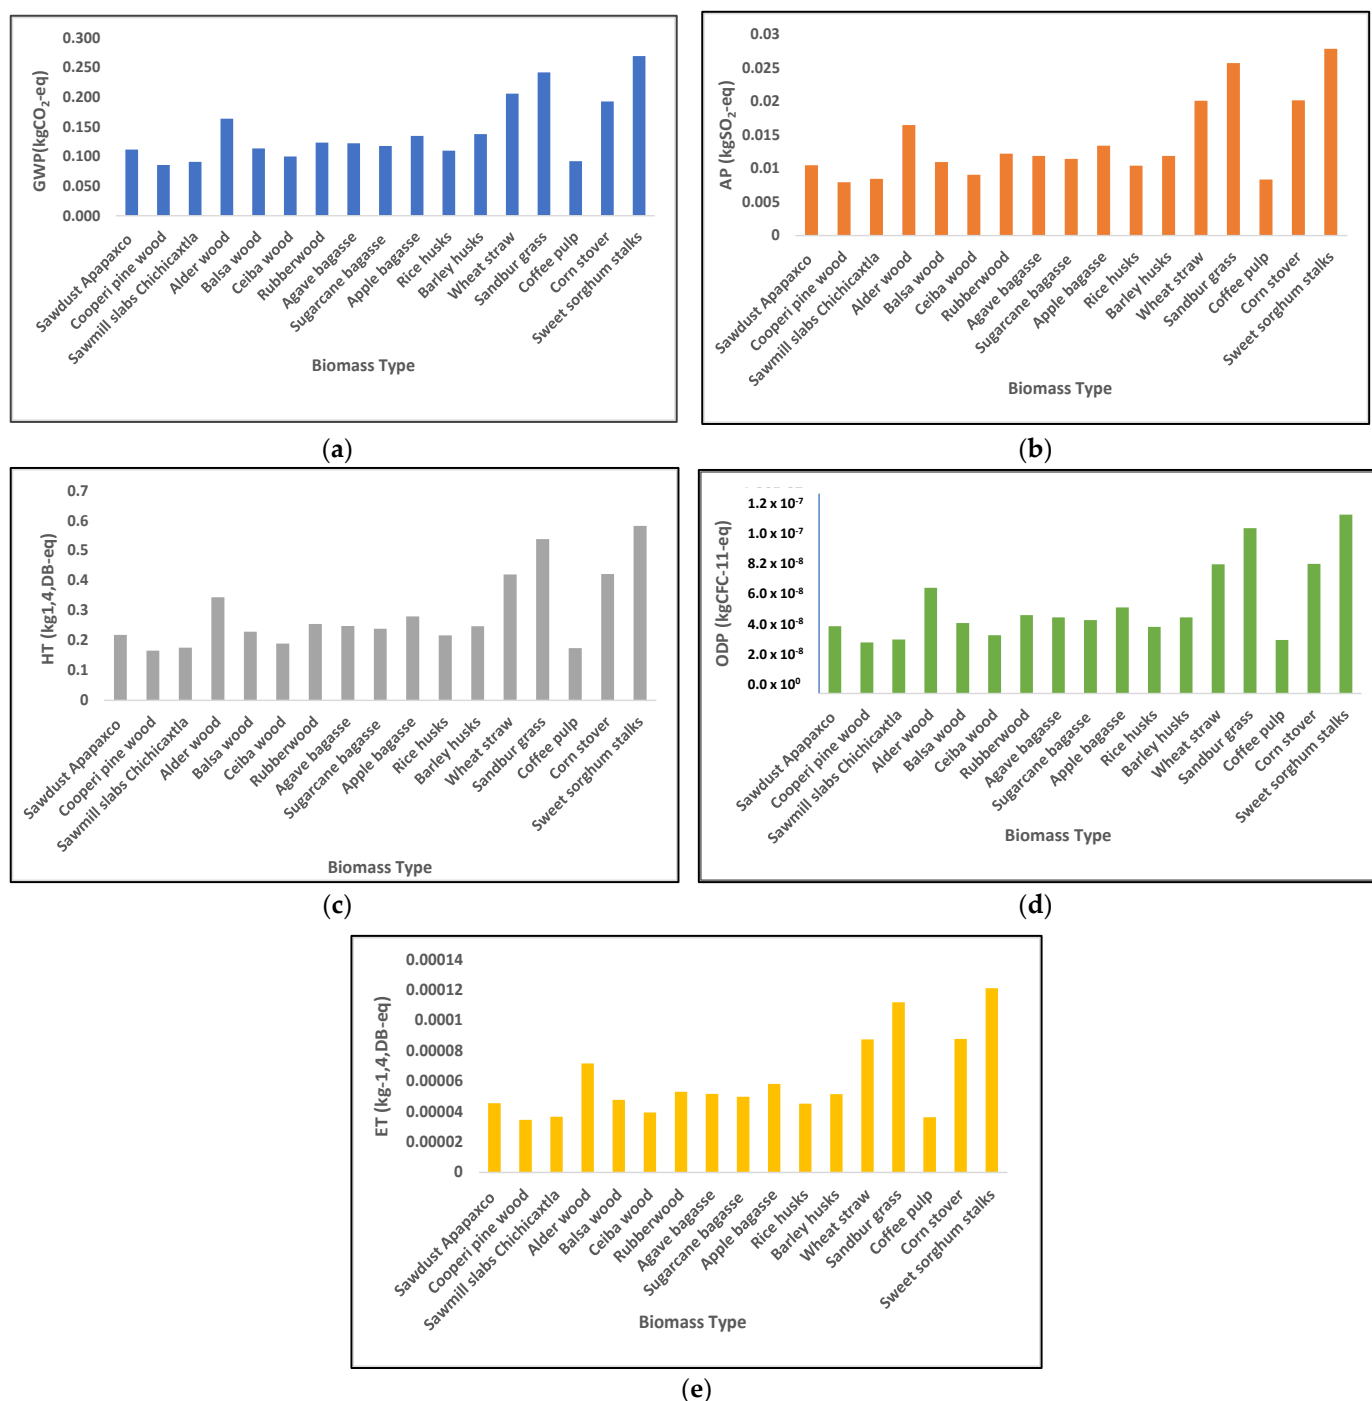 0.300
0.250
0.200
0.150
0.100
0.050
0.000
GWP(kgCO₂-eq)
Sawdust Apapaxco
Cooperi pine wood
Sawmill slabs Chichicaxtla
Alder wood
Balsa wood
Ceiba wood
Rubberwood
Agave bagasse
Sugarcane bagasse
Apple bagasse
Rice husks
Barley husks
Wheat straw
Sandbur grass
Coffee pulp
Corn stover
Sweet sorghum stalks
Biomass Type
(a)
0.03
0.025
0.02
0.015
0.01
0.005
0
AP (kgSO₂-eq)
Sawdust Apapaxco
Cooperi pine wood
Sawmill slabs Chichicaxtla
Alder wood
Balsa wood
Ceiba wood
Rubberwood
Agave bagasse
Sugarcane bagasse
Apple bagasse
Rice husks
Barley husks
Wheat straw
Sandbur grass
Coffee pulp
Corn stover
Sweet sorghum stalks
Biomass Type
(b)
0.7
0.6
0.5
0.4
0.3
0.2
0.1
0
HT (kg1,4,DB-eq)
Sawdust Apapaxco
Cooperi pine wood
Sawmill slabs Chichicaxtla
Alder wood
Balsa wood
Ceiba wood
Rubberwood
Agave bagasse
Sugarcane bagasse
Apple bagasse
Rice husks
Barley husks
Wheat straw
Sandbur grass
Coffee pulp
Corn stover
Sweet sorghum stalks
Biomass Type
(c)
1.2 x 10⁻⁷
1.0 x 10⁻⁷
8.2 x 10⁻⁸
6.0 x 10⁻⁸
4.0 x 10⁻⁸
2.0 x 10⁻⁸
0.0 x 10⁰
ODP (kgCFC-11-eq)
Sawdust Apapaxco
Cooperi pine wood
Sawmill slabs Chichicaxtla
Alder wood
Balsa wood
Ceiba wood
Rubberwood
Agave bagasse
Sugarcane bagasse
Apple bagasse
Rice husks
Barley husks
Wheat straw
Sandbur grass
Coffee pulp
Corn stover
Sweet sorghum stalks
Biomass Type
(d)
0.00014
0.00012
0.0001
0.00008
0.00006
0.00004
0.00002
0
ET (kg-1,4,DB-eq)
Sawdust Apapaxco
Cooperi pine wood
Sawmill slabs Chichicaxtla
Alder wood
Balsa wood
Ceiba wood
Rubberwood
Agave bagasse
Sugarcane bagasse
Apple bagasse
Rice husks
Barley husks
Wheat straw
Sandbur grass
Coffee pulp
Corn stover
Sweet sorghum stalks
Biomass Type
(e)